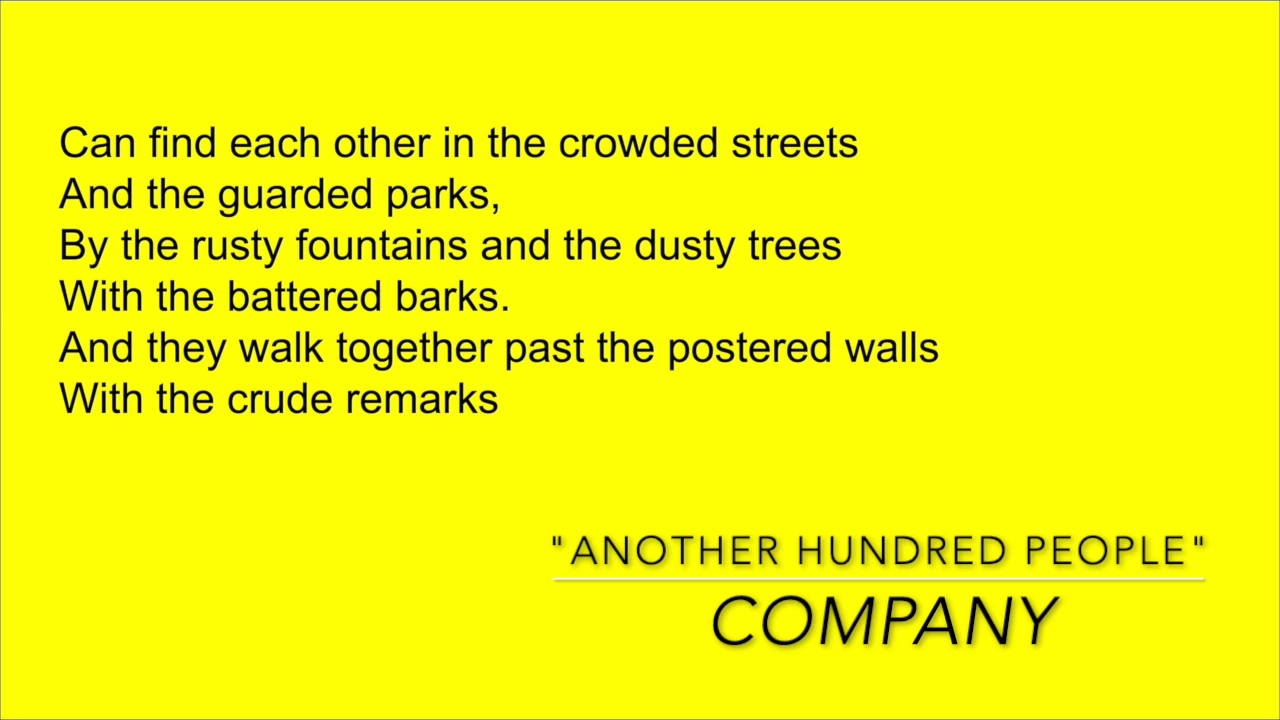 Can find each other in the crowded streets
And the guarded parks,
By the rusty fountains and the dusty trees
With the battered barks.
And they walk together past the postered walls
With the crude remarks
"ANOTHER HUNDRED PEOPLE"
COMPANY